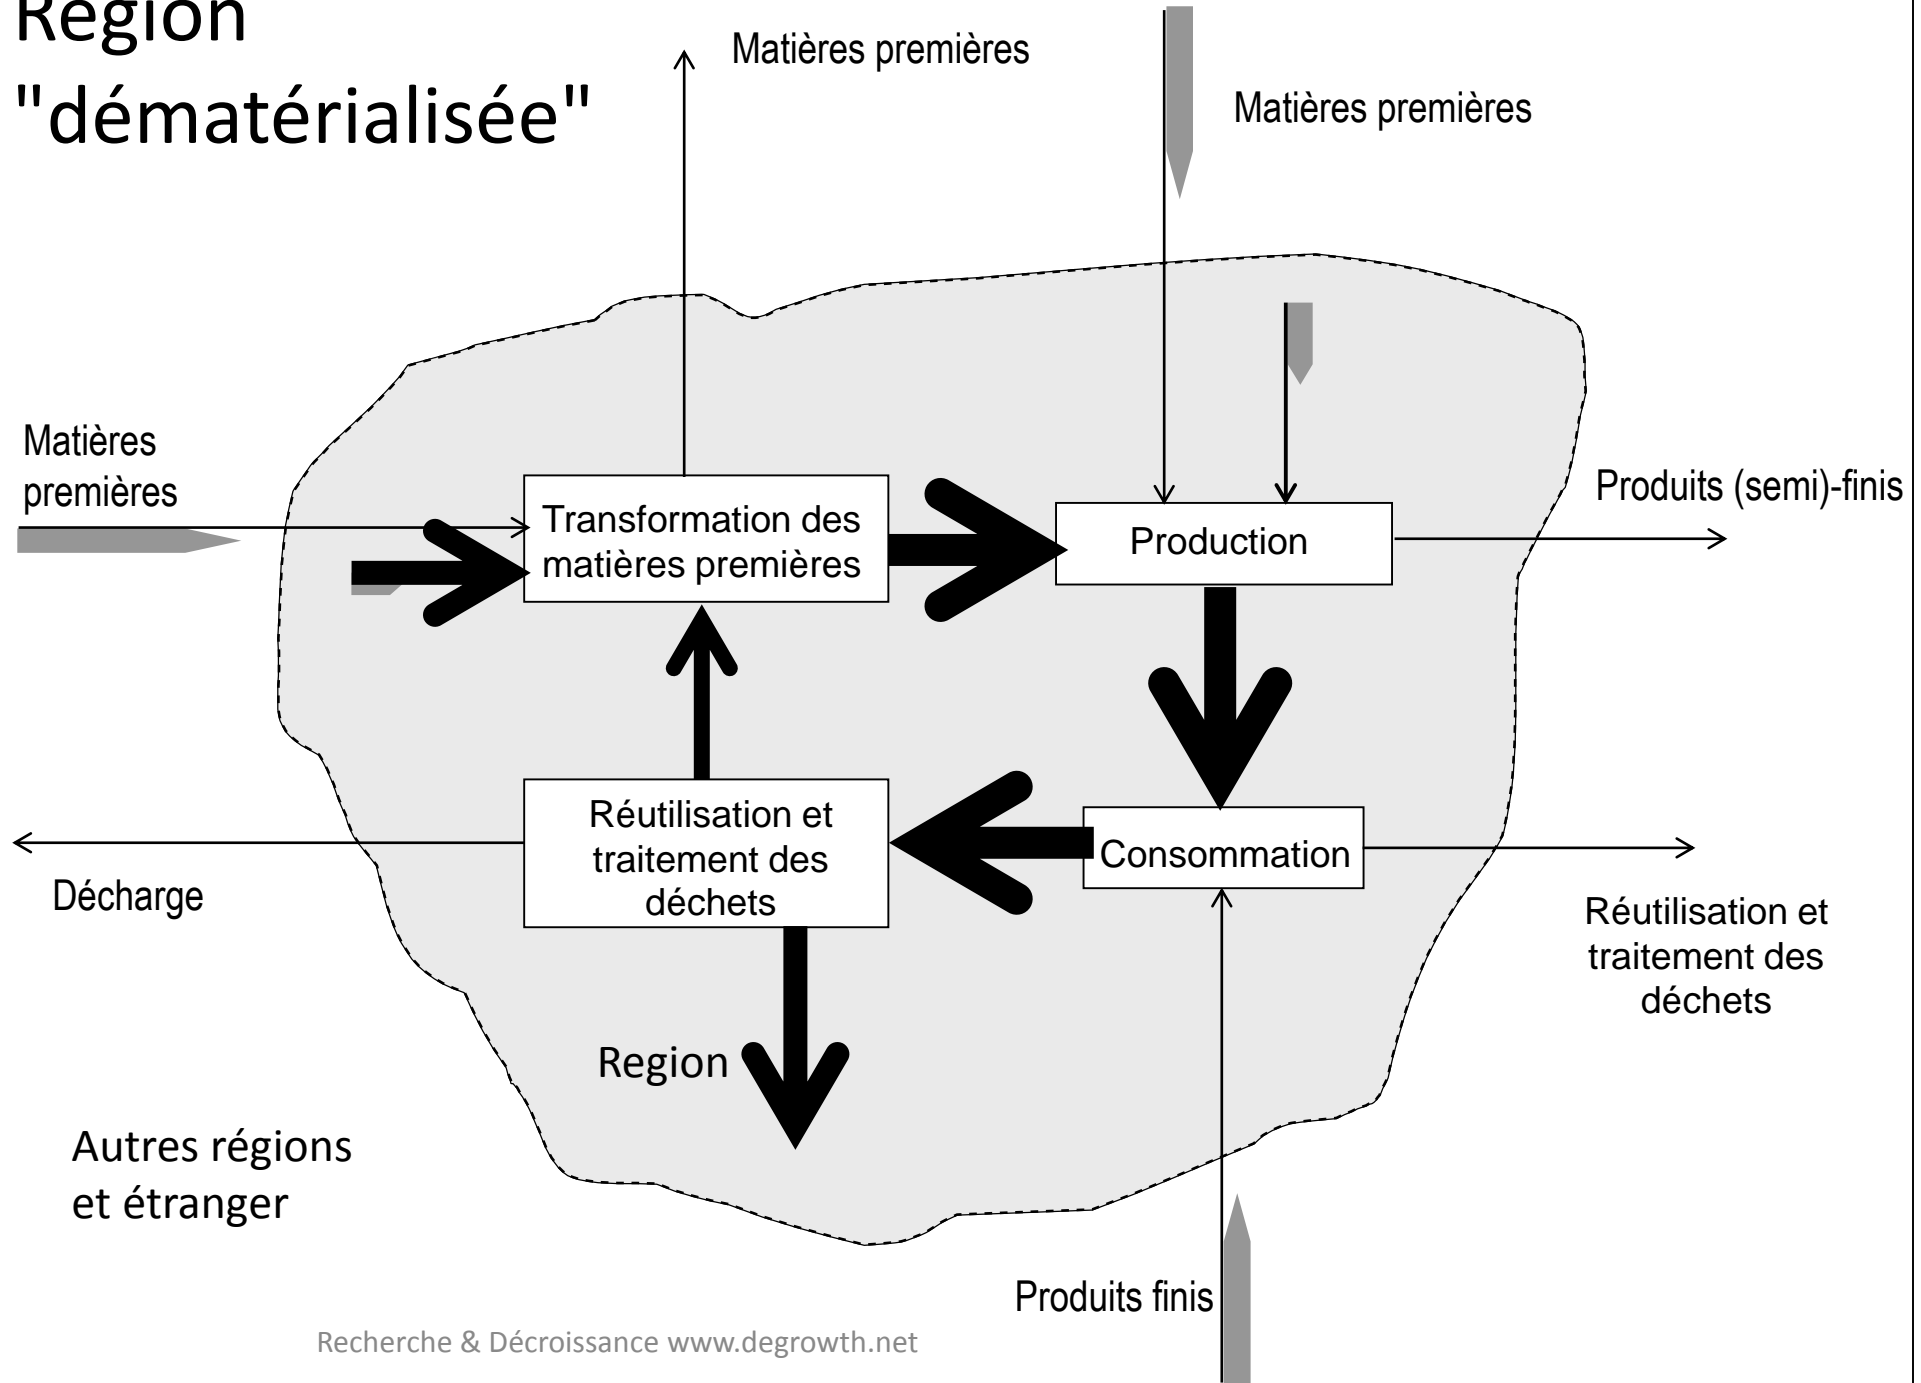 Région
"dématérialisée"
Matières premières
Matières premières
Matières
premières
Produits (semi)-finis
Transformation des
matières premières
Production
Réutilisation et
traitement des
déchets
Consommation
Décharge
Réutilisation et
traitement des
déchets
Region
Autres régions
et étranger
Produits finis
Recherche & Décroissance www.degrowth.net